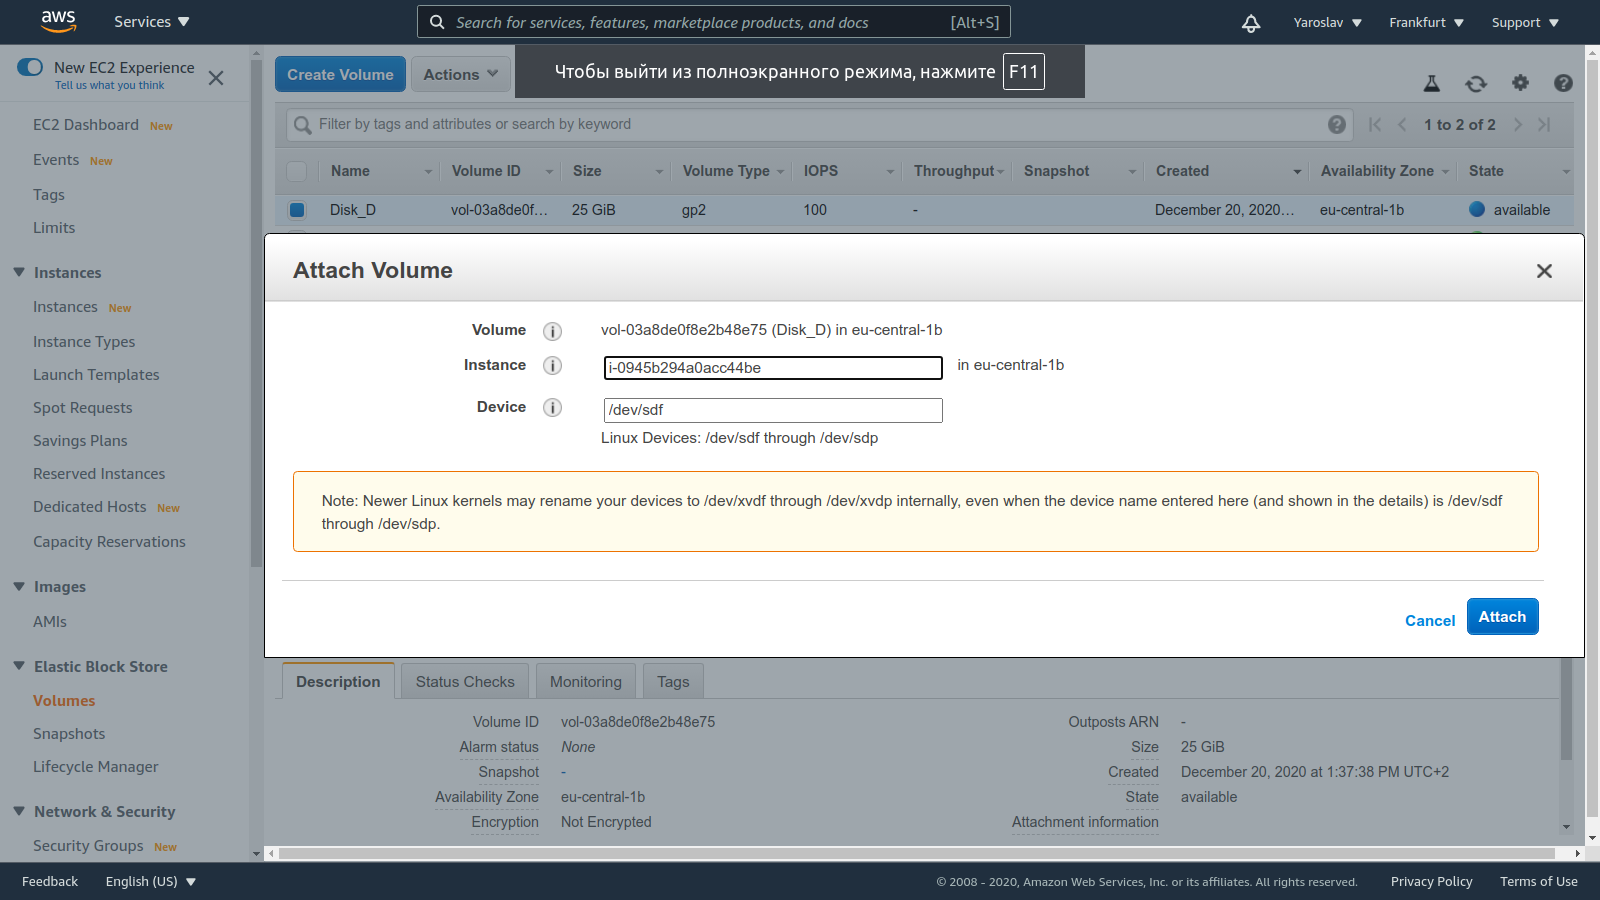 aws
Services
Search for services, features, marketplace products, and docs [Alt+S]
Yaroslav
Frankfurt
Support
New EC2 Experience
Tell us what you think
EC2 Dashboard New
Events New
Tags
Limits
Instances
Instances New
Instance Types
Launch Templates
Spot Requests
Savings Plans
Reserved Instances
Dedicated Hosts New
Capacity Reservations
Images
AMIs
Elastic Block Store
Volumes
Snapshots
Lifecycle Manager
Network & Security
Security Groups New
Create Volume
Actions
Чтобы выйти из полноэкранного режима, нажмите F11
Filter by tags and attributes or search by keyword
1 to 2 of 2
Name Volume ID Size Volume Type IOPS Throughput Snapshot Created Availability Zone State
Disk_D vol-03a8de0f... 25 GiB gp2 100 - December 20, 2020... eu-central-1b available
Attach Volume
Volume vol-03a8de0f8e2b48e75 (Disk_D) in eu-central-1b
Instance i-0945b294a0acc44be in eu-central-1b
Device /dev/sdf
Linux Devices: /dev/sdf through /dev/sdp
Note: Newer Linux kernels may rename your devices to /dev/xvdf through /dev/xvdp internally, even when the device name entered here (and shown in the details) is /dev/sdf
through /dev/sdp.
Cancel Attach
Description Status Checks Monitoring Tags
Volume ID vol-03a8de0f8e2b48e75
Alarm status None
Snapshot -
Availability Zone eu-central-1b
Encryption Not Encrypted
Outposts ARN -
Size 25 GiB
Created December 20, 2020 at 1:37:38 PM UTC+2
State available
Attachment information
Feedback
English (US)
© 2008 - 2020, Amazon Web Services, Inc. or its affiliates. All rights reserved.
Privacy Policy
Terms of Use